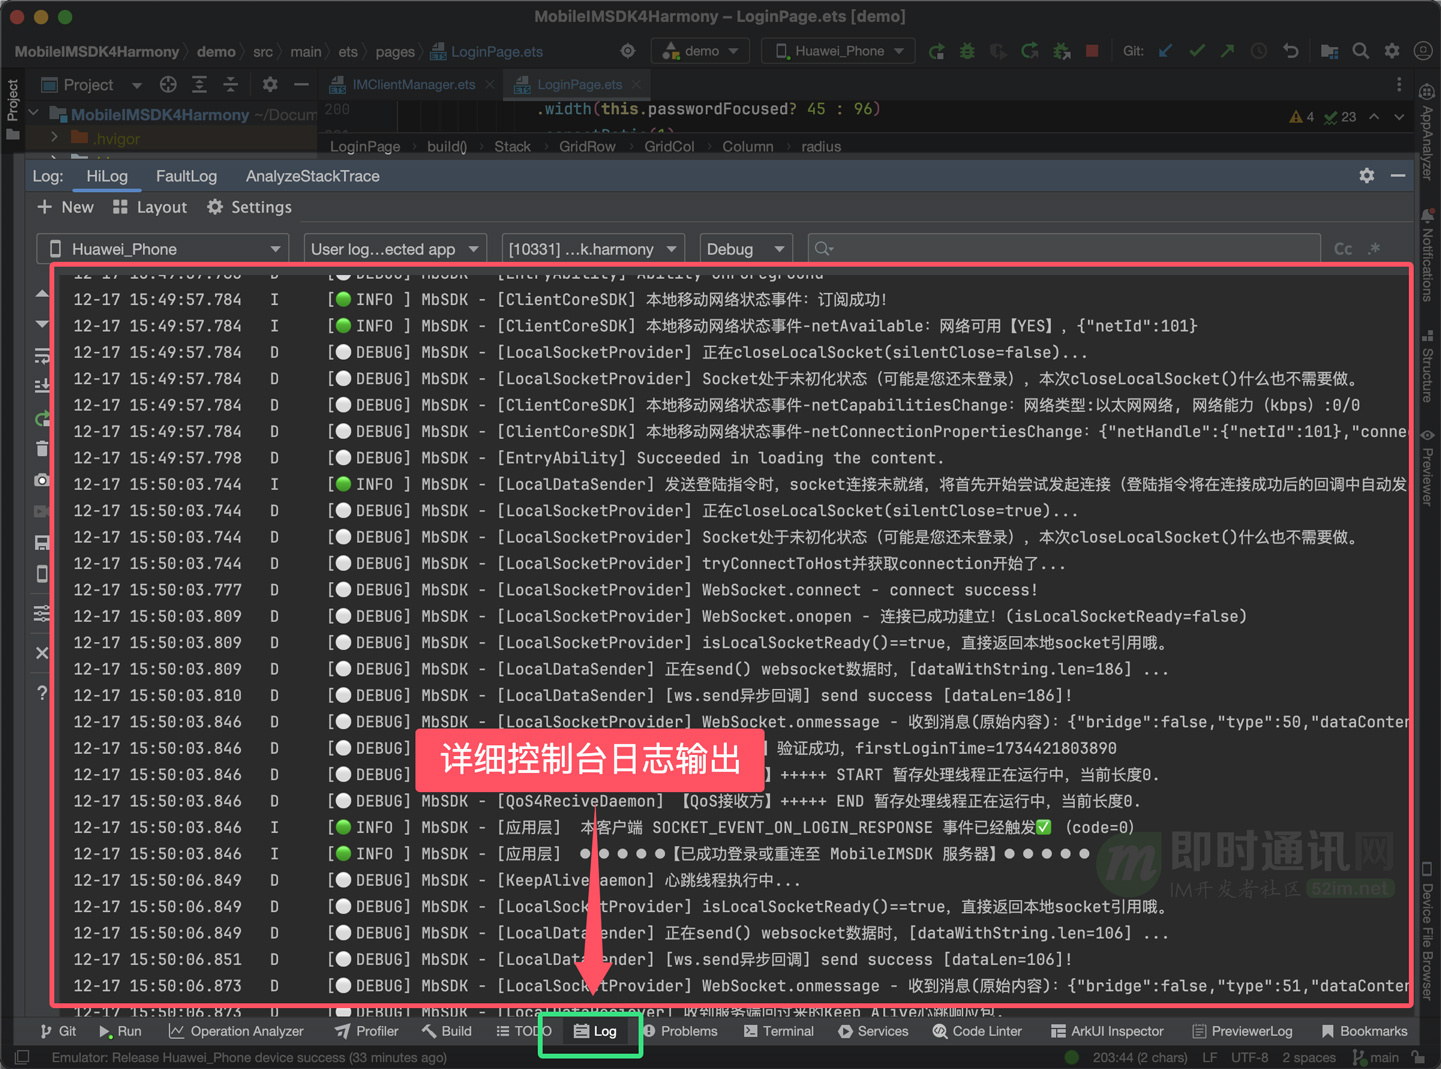 MobileIMSDK4Harmony – LoginPage.ets [demo]
MobileIMSDK4Harmony demo src main ets pages LoginPage.ets demo Huawei_Phone Git:
Project IMClientManager.ets LoginPage.ets
Project
MobileIMSDK4Harmony ~/Docum
.hvigor
200 .width(this.passwordFocused? 45 : 96)
4 23
LoginPage build() Stack GridRow GridCol Column radius
Log: HiLog FaultLog AnalyzeStackTrace
New Layout Settings
Huawei_Phone User log...ected app [10331] ...k.harmony Debug Cc .*
12-17 15:49:57.784 I [ INFO ] MbSDK - [ClientCoreSDK] 本地移动网络状态事件：订阅成功!
12-17 15:49:57.784 I [ INFO ] MbSDK - [ClientCoreSDK] 本地移动网络状态事件-netAvailable：网络可用【YES】, {"netId":101}
12-17 15:49:57.784 D [ DEBUG] MbSDK - [LocalSocketProvider] 正在closeLocalSocket(silentClose=false)...
12-17 15:49:57.784 D [ DEBUG] MbSDK - [LocalSocketProvider] Socket处于未初化状态（可能是您还未登录）, 本次closeLocalSocket()什么也不需要做。
12-17 15:49:57.784 D [ DEBUG] MbSDK - [ClientCoreSDK] 本地移动网络状态事件-netCapabilitiesChange：网络类型:以太网网络, 网络能力（kbps）:0/0
12-17 15:49:57.784 D [ DEBUG] MbSDK - [ClientCoreSDK] 本地移动网络状态事件-netConnectionPropertiesChange：{"netHandle":{"netId":101},"connec
12-17 15:49:57.798 D [ DEBUG] MbSDK - [EntryAbility] Succeeded in loading the content.
12-17 15:50:03.744 I [ INFO ] MbSDK - [LocalDataSender] 发送登陆指令时，socket连接未就绪，将首先开始尝试发起连接（登陆指令将在连接成功后的回调中自动发
12-17 15:50:03.744 D [ DEBUG] MbSDK - [LocalSocketProvider] 正在closeLocalSocket(silentClose=true)...
12-17 15:50:03.744 D [ DEBUG] MbSDK - [LocalSocketProvider] Socket处于未初化状态（可能是您还未登录）, 本次closeLocalSocket()什么也不需要做。
12-17 15:50:03.744 D [ DEBUG] MbSDK - [LocalSocketProvider] tryConnectToHost并获取connection开始了...
12-17 15:50:03.777 D [ DEBUG] MbSDK - [LocalSocketProvider] WebSocket.connect - connect success!
12-17 15:50:03.809 D [ DEBUG] MbSDK - [LocalSocketProvider] WebSocket.onopen - 连接已成功建立! (isLocalSocketReady=false)
12-17 15:50:03.809 D [ DEBUG] MbSDK - [LocalSocketProvider] isLocalSocketReady()==true，直接返回本地socket引用哦。
12-17 15:50:03.809 D [ DEBUG] MbSDK - [LocalDataSender] 正在send() websocket数据时，[dataWithString.len=186] ...
12-17 15:50:03.810 D [ DEBUG] MbSDK - [LocalDataSender] [ws.send异步回调] send success [dataLen=186]!
12-17 15:50:03.846 D [ DEBUG] MbSDK - [LocalSocketProvider] WebSocket.onmessage - 收到消息(原始内容)：{"bridge":false,"type":50,"dataConten
12-17 15:50:03.846 D [ DEBUG] ] 验证成功，firstLoginTime=1734421803890
详细控制台日志输出
12-17 15:50:03.846 D [ DEBUG] 】+++++ START 暂存处理线程正在运行中，当前长度0.
12-17 15:50:03.846 D [ DEBUG] MbSDK - [QoS4ReciveDaemon] 【QoS接收方】+++++ END 暂存处理线程正在运行中，当前长度0.
12-17 15:50:03.846 I [ INFO ] MbSDK - [应用层] 本客户端 SOCKET_EVENT_ON_LOGIN_RESPONSE 事件已经触发✅ (code=0)
12-17 15:50:03.846 I [ INFO ] MbSDK - [应用层] ●●●●●【已成功登录或重连至 MobileIMSDK 服务器】●●●●●
12-17 15:50:06.849 D [ DEBUG] MbSDK - [KeepAliveDaemon] 心跳线程执行中...
12-17 15:50:06.849 D [ DEBUG] MbSDK - [LocalSocketProvider] isLocalSocketReady()==true，直接返回本地socket引用哦。
12-17 15:50:06.849 D [ DEBUG] MbSDK - [LocalDataSender] 正在send() websocket数据时，[dataWithString.len=106] ...
12-17 15:50:06.851 D [ DEBUG] MbSDK - [LocalDataSender] [ws.send异步回调] send success [dataLen=106]!
12-17 15:50:06.873 D [ DEBUG] MbSDK - [LocalSocketProvider] WebSocket.onmessage - 收到消息(原始内容)：{"bridge":false,"type":51,"dataConten
即时通讯网
IM开发者社区 52im.net
Git Run Operation Analyzer Profiler Build TODO Log Problems Terminal Services Code Linter ArkUI Inspector PreviewerLog Bookmarks
Emulator: Release Huawei_Phone device success (33 minutes ago) 203:44 (2 chars) LF UTF-8 2 spaces main
AppAnalyzer
Notifications
Structure
Previewer
Device File Browser